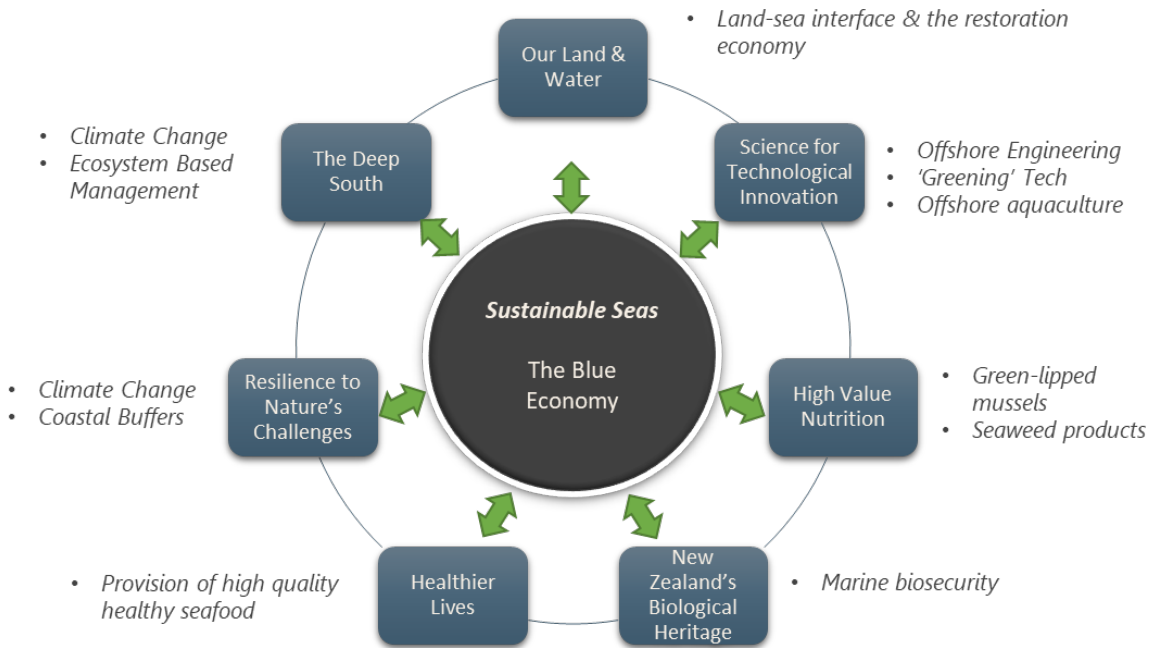 • Land-sea interface & the restoration
economy
Our Land &
Water
• Climate Change
• Ecosystem Based
Management
The Deep
South
Science for
Technological
Innovation
• Offshore Engineering
• ‘Greening’ Tech
• Offshore aquaculture
Sustainable Seas
The Blue
Economy
• Climate Change
• Coastal Buffers
Resilience to
Nature’s
Challenges
High Value
Nutrition
• Green-lipped
mussels
• Seaweed products
• Provision of high quality
healthy seafood
Healthier
Lives
New
Zealand’s
Biological
Heritage
• Marine biosecurity